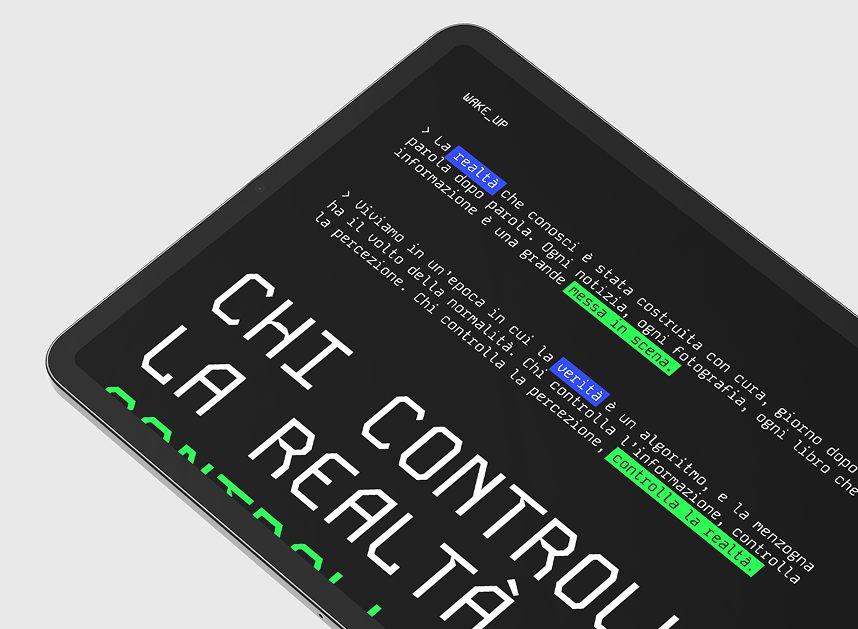 WAKE_UP
> La realtà che conosci è stata costruita con cura, giorno dopo
parola dopo parola. Ogni notizia, ogni fotografia, ogni libro che
informazione è una grande messa in scena.
> Viviamo in un'epoca in cui la verità è un algoritmo, e la menzogna
ha il volto della normalità. Chi controlla l'informazione, controlla
la percezione. Chi controlla la percezione, controlla la realtà.
CHI CONTROLL
LA REALTÀ